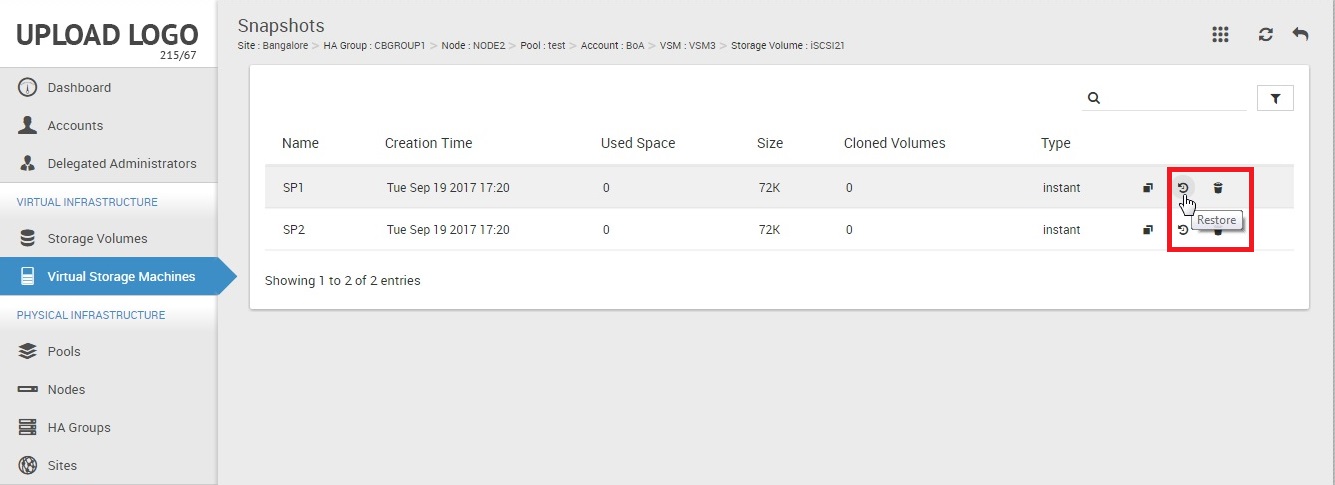 UPLOAD LOGO
215/67
Dashboard
Accounts
Delegated Administrators
VIRTUAL INFRASTRUCTURE
Storage Volumes
Virtual Storage Machines
PHYSICAL INFRASTRUCTURE
Pools
Nodes
HA Groups
Sites
Snapshots
Site : Bangalore > HA Group : CBGROUP1 > Node : NODE2 > Pool : test > Account : BoA > VSM : VSM3 > Storage Volume : iSCSI21
Name Creation Time Used Space Size Cloned Volumes Type
SP1 Tue Sep 19 2017 17:20 0 72K 0 instant
Restore
SP2 Tue Sep 19 2017 17:20 0 72K 0 instant
Showing 1 to 2 of 2 entries